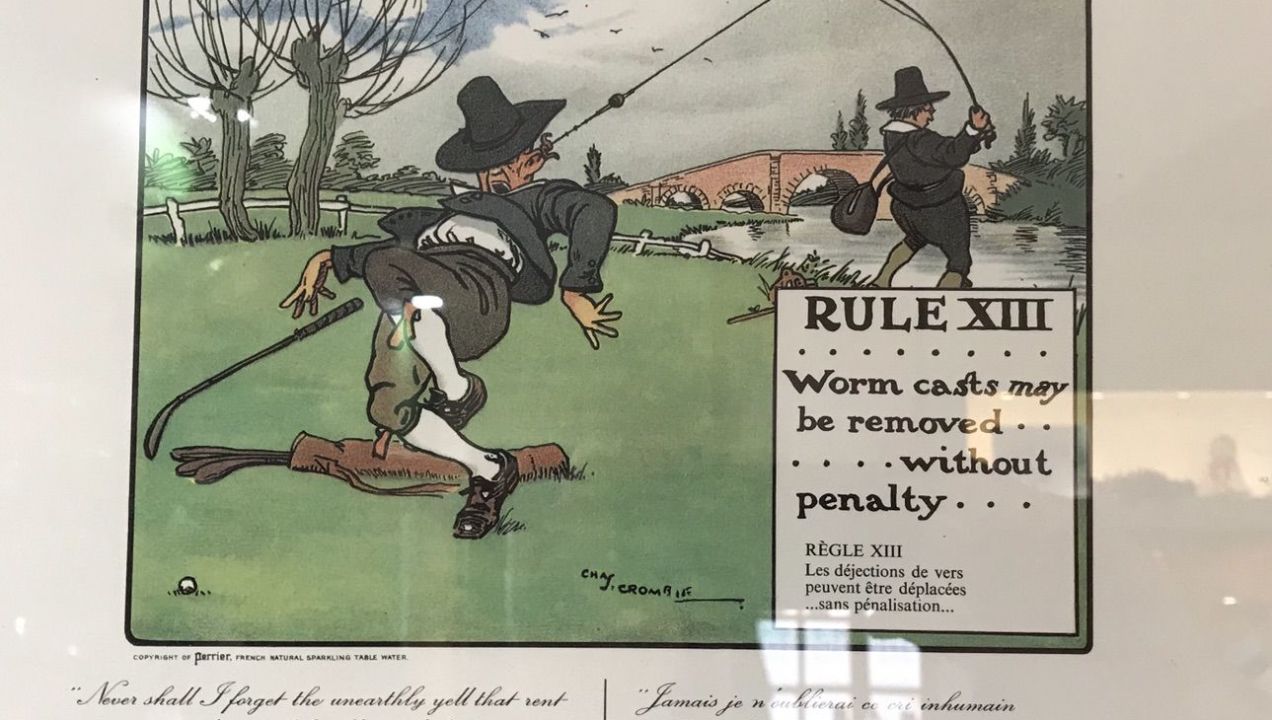 RULE XIII
. . . . . . . .
Worm casts may
be removed . .
. . . . without
penalty . . .
RÈGLE XIII
Les déjections de vers
peuvent être déplacées
...sans pénalisation...
CHAS. CROMBIE
COPYRIGHT OF Perrier, FRENCH NATURAL SPARKLING TABLE WATER.
"Never shall I forget the unearthly yell that rent
"Jamais je n'oublierai ce cri inhumain